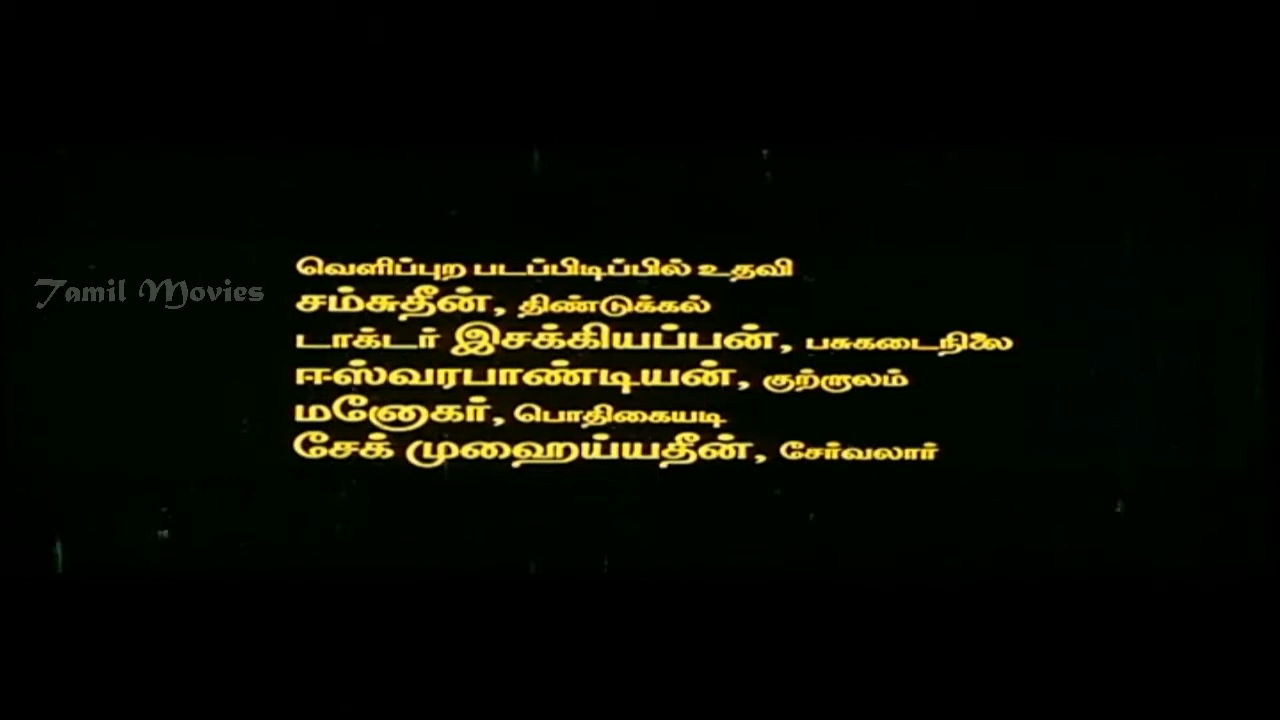 வெளிப்புற படப்பிடிப்பில் உதவி
Tamil Movies
சம்சுதீன், திண்டுக்கல்
டாக்டர் இசக்கியப்பன், பசுகடைநிலை
ஈஸ்வரபாண்டியன், குற்றாலம்
மனோகர், பொதிகையடி
சேக் முஹைய்யதீன், சேர்வலார்